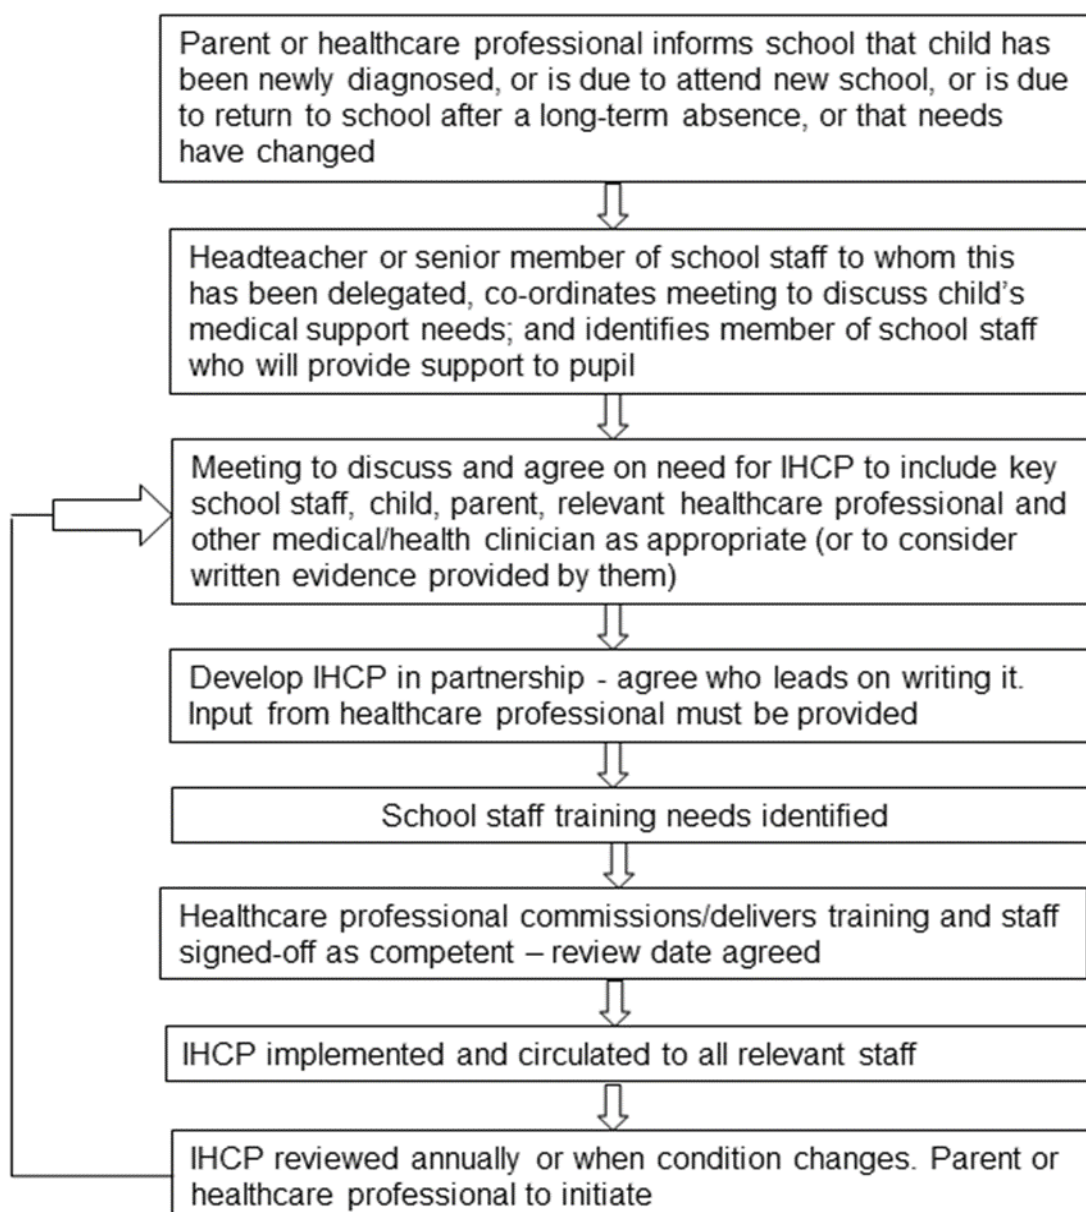 Parent or healthcare professional informs school that child has
been newly diagnosed, or is due to attend new school, or is due
to return to school after a long-term absence, or that needs
have changed
Headteacher or senior member of school staff to whom this
has been delegated, co-ordinates meeting to discuss child's
medical support needs; and identifies member of school staff
who will provide support to pupil
Meeting to discuss and agree on need for IHCP to include key
school staff, child, parent, relevant healthcare professional and
other medical/health clinician as appropriate (or to consider
written evidence provided by them)
Develop IHCP in partnership - agree who leads on writing it.
Input from healthcare professional must be provided
School staff training needs identified
Healthcare professional commissions/delivers training and staff
signed-off as competent – review date agreed
IHCP implemented and circulated to all relevant staff
IHCP reviewed annually or when condition changes. Parent or
healthcare professional to initiate